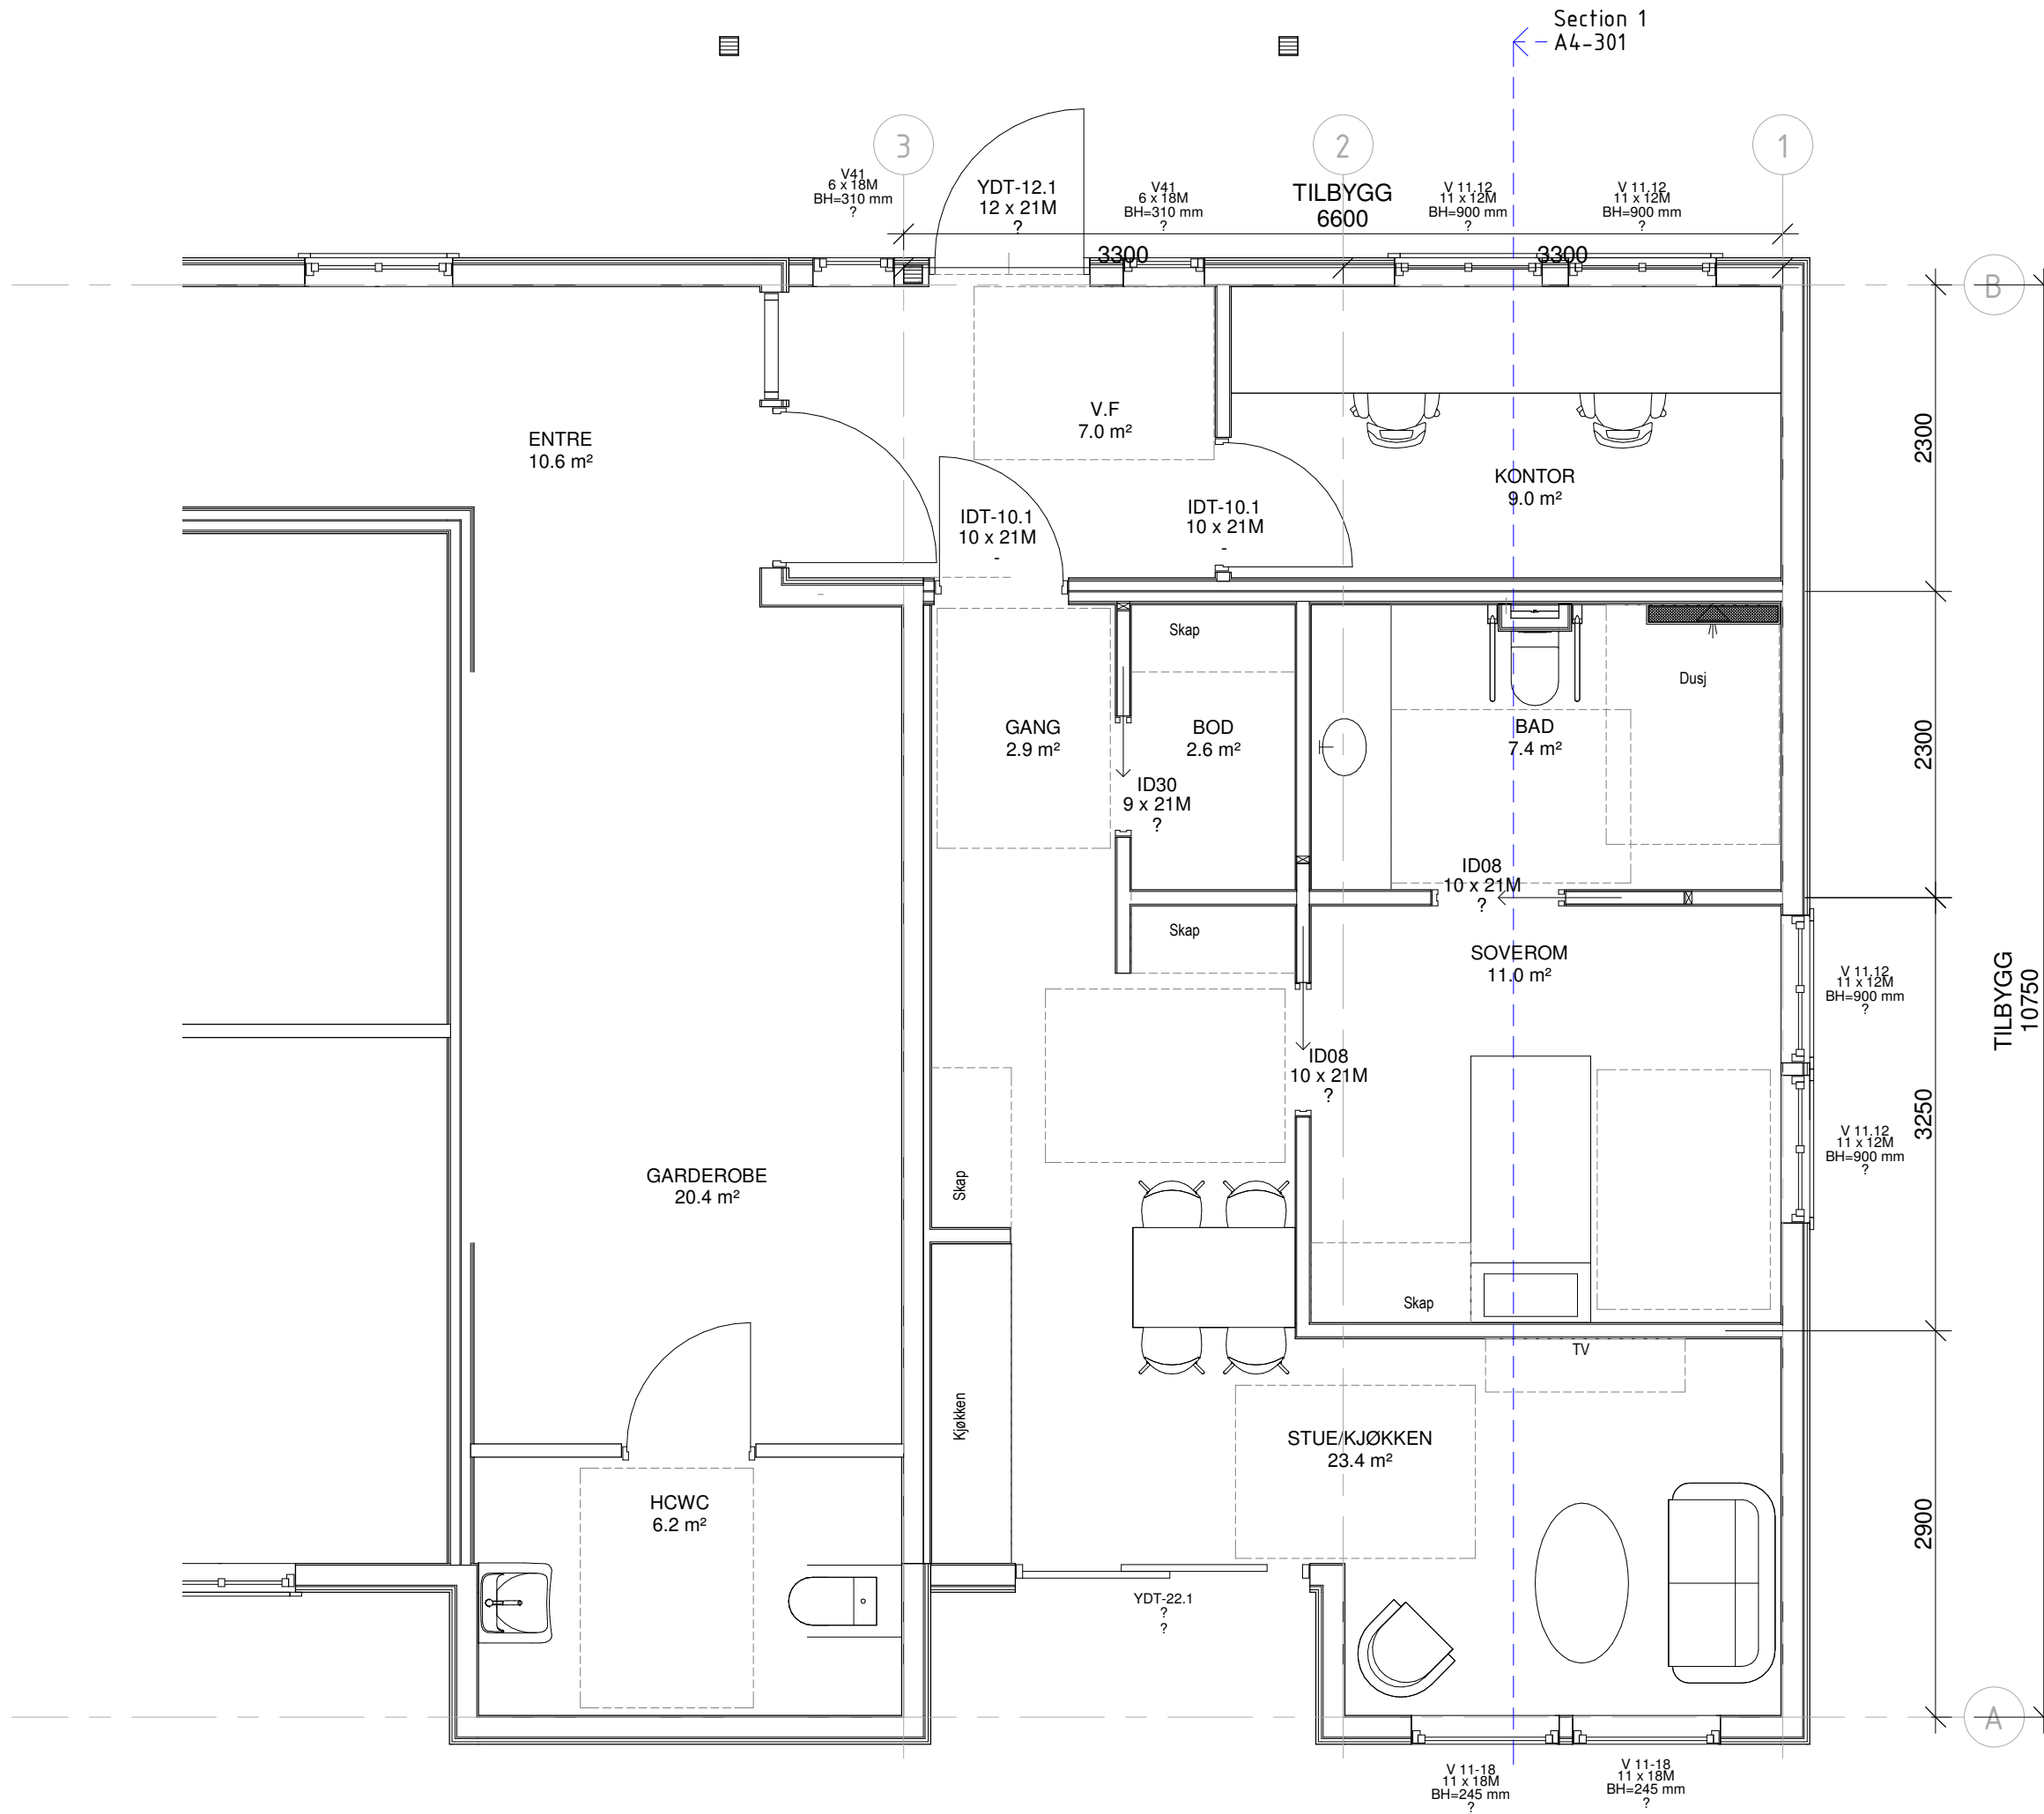 Section 1
A4-301
3
2
1
V41
6 x 18M
BH=310 mm
?
YDT-12.1
12 x 21M
?
V41
6 x 18M
BH=310 mm
?
TILBYGG
6600
V 11.12
11 x 12M
BH=900 mm
?
V 11.12
11 x 12M
BH=900 mm
?
3300
3300
B
ENTRE
10.6 m²
V.F
7.0 m²
KONTOR
9.0 m²
2300
IDT-10.1
10 x 21M
-
IDT-10.1
10 x 21M
-
Skap
Dusj
GANG
2.9 m²
BOD
2.6 m²
BAD
7.4 m²
2300
ID30
9 x 21M
?
ID08
10 x 21M
?
Skap
SOVEROM
11.0 m²
V 11.12
11 x 12M
BH=900 mm
?
TILBYGG
10750
ID08
10 x 21M
?
3250
V 11.12
11 x 12M
BH=900 mm
?
GARDEROBE
20.4 m²
Skap
Skap
TV
Kjøkken
STUE/KJØKKEN
23.4 m²
HCWC
6.2 m²
2900
YDT-22.1
?
?
A
V 11-18
11 x 18M
BH=245 mm
?
V 11-18
11 x 18M
BH=245 mm
?